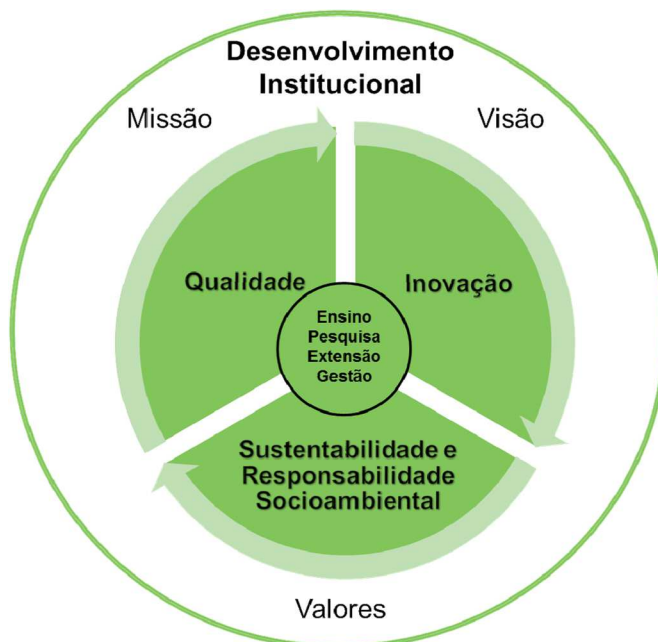 Desenvolvimento
Institucional
Missão
Visão
Qualidade
Inovação
Ensino
Pesquisa
Extensão
Gestão
Sustentabilidade e
Responsabilidade
Socioambiental
Valores